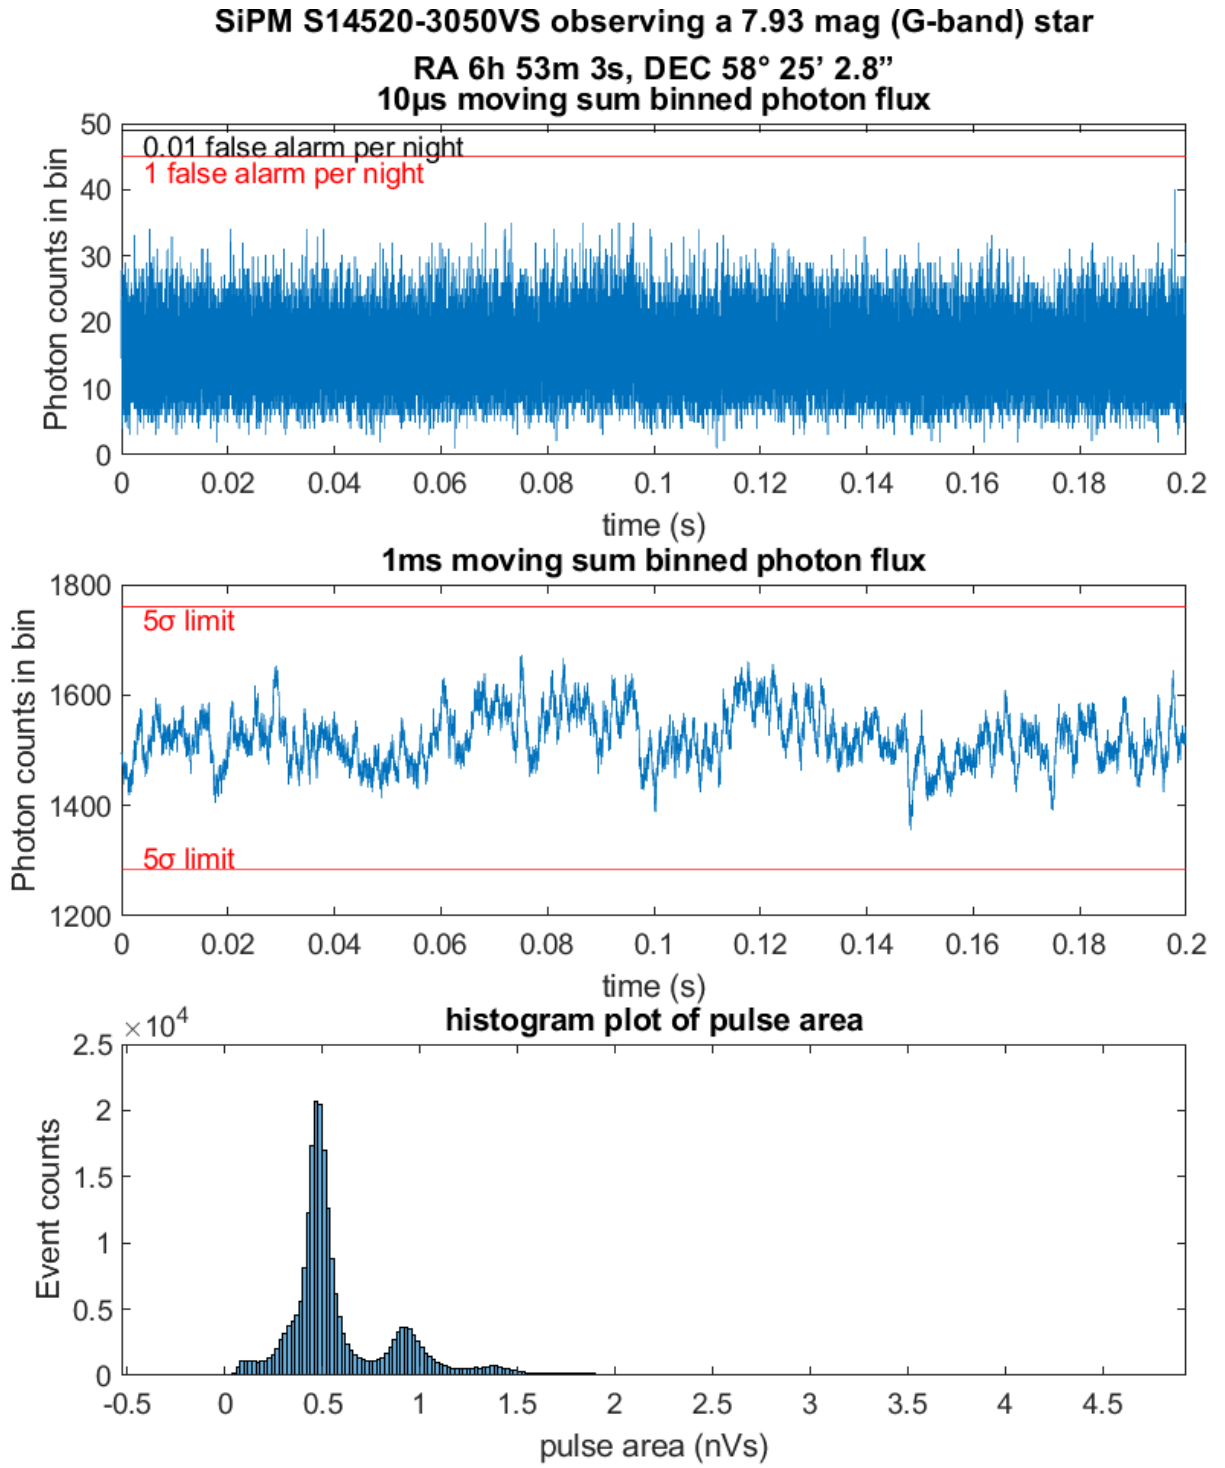 SiPM S14520-3050VS observing a 7.93 mag (G-band) star
RA 6h 53m 3s, DEC 58° 25’ 2.8”
10μs moving sum binned photon flux
50
40
30
20
10
0
Photon counts in bin
0.01 false alarm per night
1 false alarm per night
0 0.02 0.04 0.06 0.08 0.1 0.12 0.14 0.16 0.18 0.2
time (s)
1ms moving sum binned photon flux
1800
1600
1400
1200
Photon counts in bin
5σ limit
5σ limit
0 0.02 0.04 0.06 0.08 0.1 0.12 0.14 0.16 0.18 0.2
time (s)
histogram plot of pulse area
×10⁴
2.5
2
1.5
1
0.5
0
Event counts
-0.5 0 0.5 1 1.5 2 2.5 3 3.5 4 4.5
pulse area (nVs)